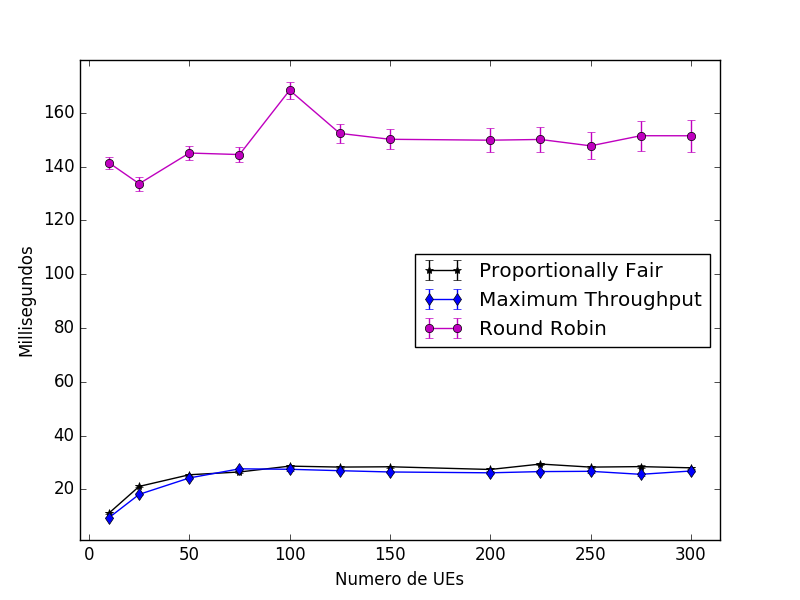 160
140
120
100
80
60
40
20
Millisegundos
Proportionally Fair
Maximum Throughput
Round Robin
0 50 100 150 200 250 300
Numero de UEs